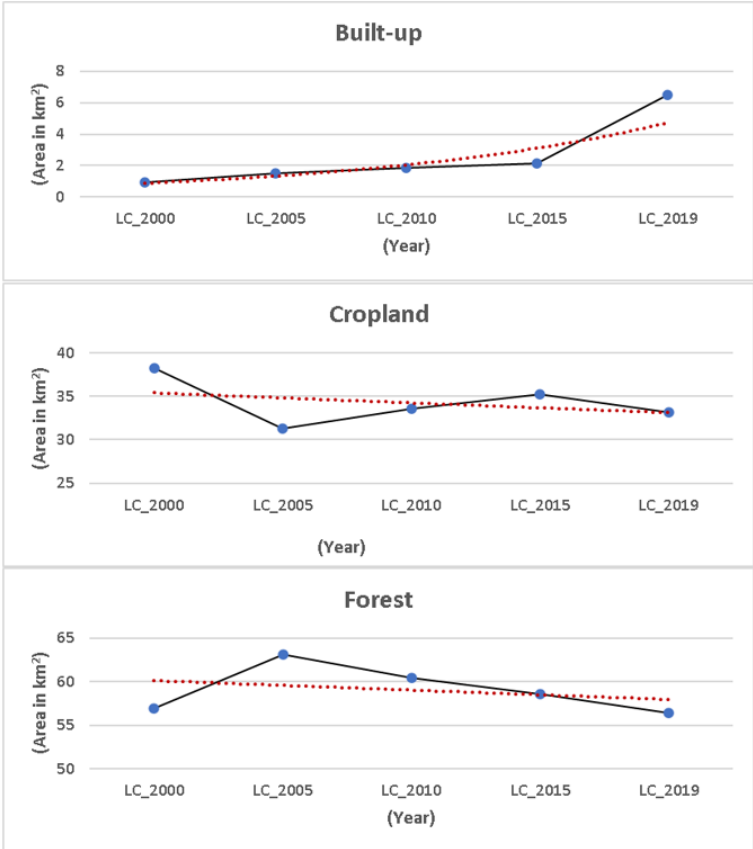 Built-up
(Area in km²)
8
6
4
2
0
LC_2000 LC_2005 LC_2010 LC_2015 LC_2019
(Year)
Cropland
(Area in km²)
40
35
30
25
LC_2000 LC_2005 LC_2010 LC_2015 LC_2019
(Year)
Forest
(Area in km²)
65
60
55
50
LC_2000 LC_2005 LC_2010 LC_2015 LC_2019
(Year)